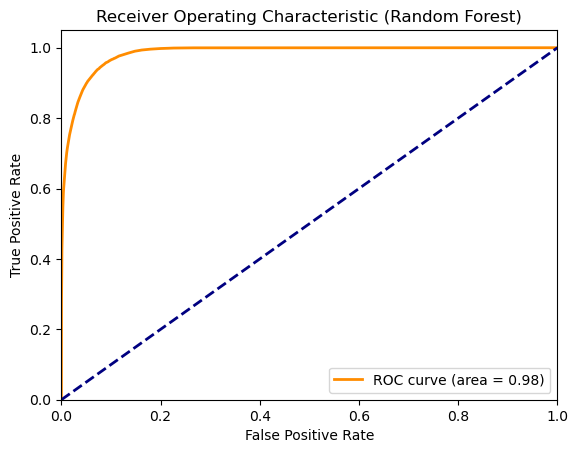 Receiver Operating Characteristic (Random Forest)
1.0
0.8
0.6
0.4
0.2
0.0
True Positive Rate
ROC curve (area = 0.98)
0.0 0.2 0.4 0.6 0.8 1.0
False Positive Rate